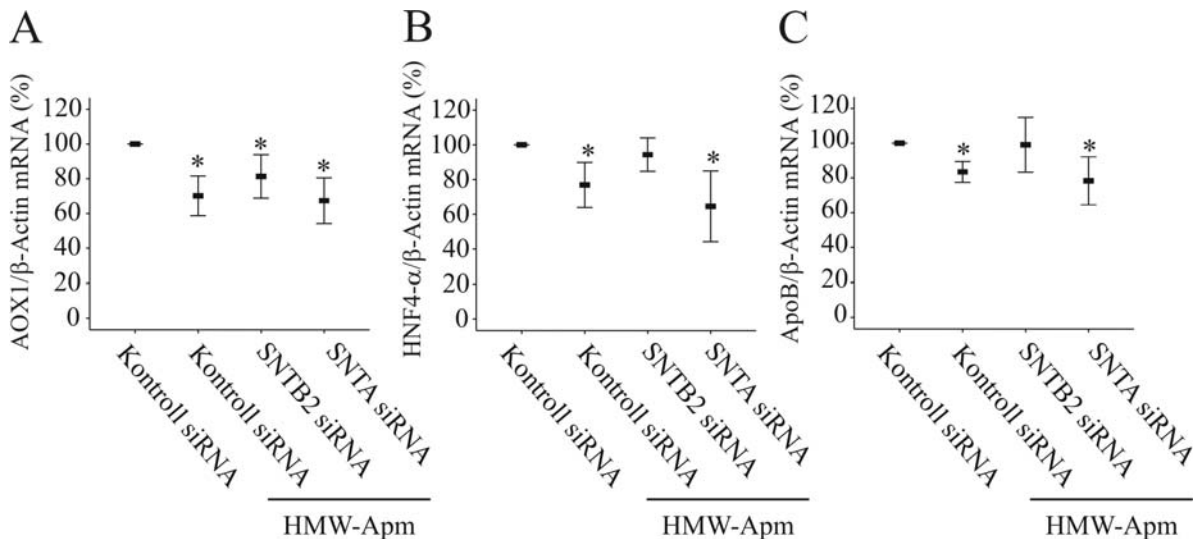 A
AOX1/β-Actin mRNA (%)
120
100
80
60
40
20
0
*
*
*
Kontroll siRNA
Kontroll siRNA
SNTB2 siRNA
SNTA siRNA
HMW-Apm
B
HNF4-α/β-Actin mRNA (%)
120
100
80
60
40
20
0
*
*
Kontroll siRNA
Kontroll siRNA
SNTB2 siRNA
SNTA siRNA
HMW-Apm
C
ApoB/β-Actin mRNA (%)
120
100
80
60
40
20
0
*
*
Kontroll siRNA
Kontroll siRNA
SNTB2 siRNA
SNTA siRNA
HMW-Apm